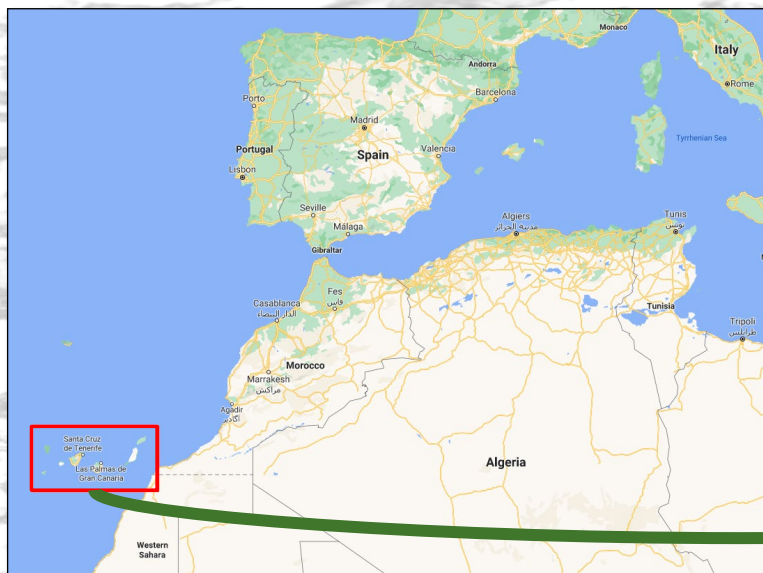 Monaco
Italy
Andorra
Rome
Porto
Barcelona
Madrid
Tyrrhenian Sea
Portugal
Spain
Valencia
Lisbon
Seville
Algiers
مدينة الجزائر
Tunis
تونس
Málaga
Gibraltar
Fes
فاس
Casablanca
الدار البيضاء
Tunisia
Tripoli
طرابلس
Morocco
Marrakesh
مراكش
Agadir
أكادير
Santa Cruz
de Tenerife
Las Palmas de
Gran Canaria
Algeria
Western
Sahara